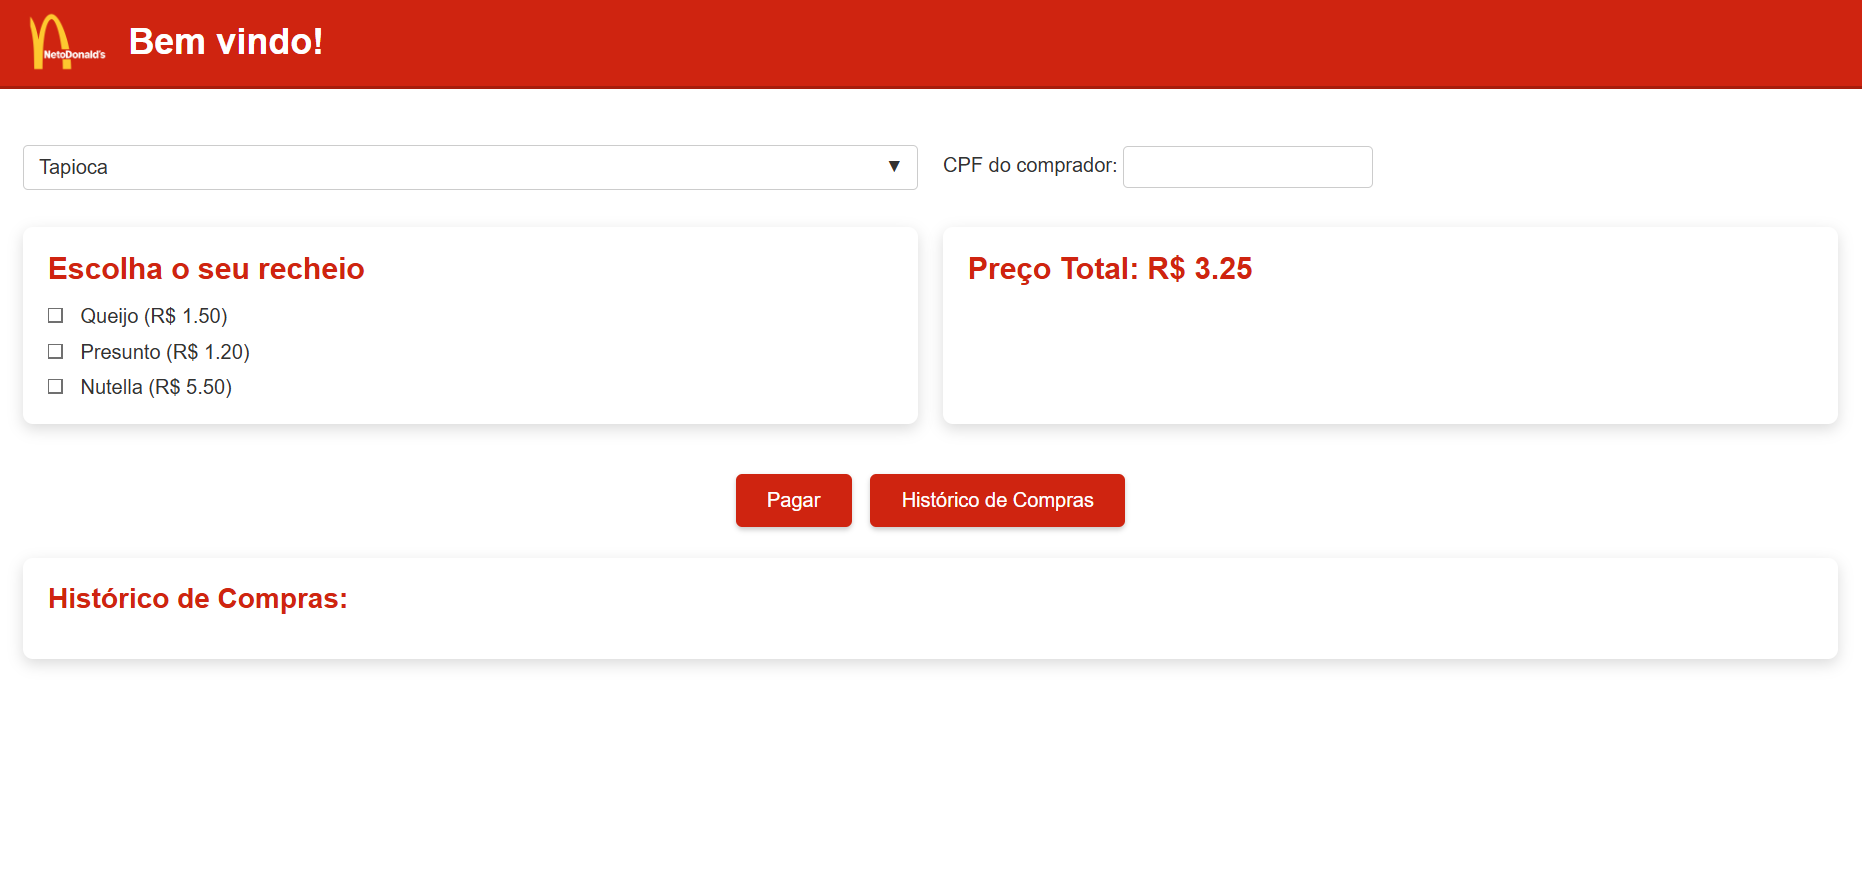 NetoDonald's
Bem vindo!
Tapioca
CPF do comprador:
Escolha o seu recheio
Queijo (R$ 1.50)
Presunto (R$ 1.20)
Nutella (R$ 5.50)
Preço Total: R$ 3.25
Pagar
Histórico de Compras
Histórico de Compras: